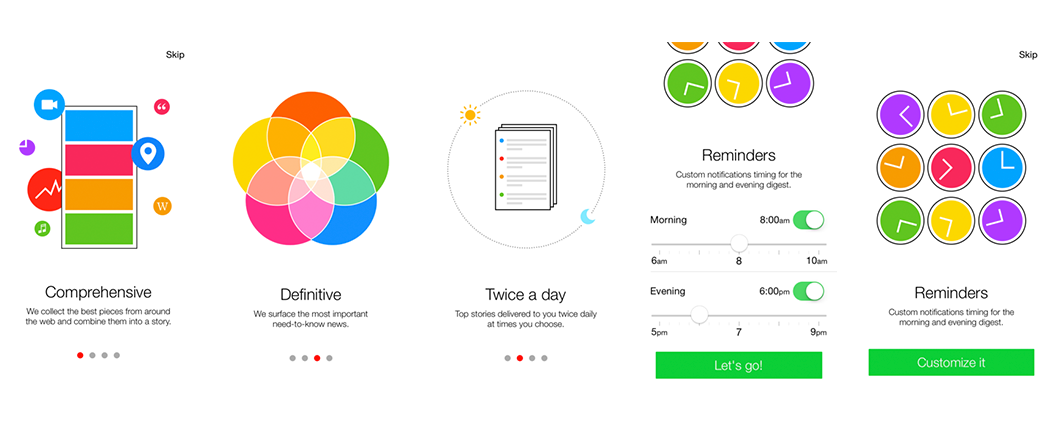 Skip
W
Comprehensive
We collect the best pieces from around
the web and combine them into a story.
Definitive
We surface the most important
need-to-know news.
Twice a day
Top stories delivered to you twice daily
at times you choose.
Reminders
Custom notifications timing for the
morning and evening digest.
Morning 8:00am
6am 8 10am
Evening 6:00pm
5pm 7 9pm
Let's go!
Skip
Reminders
Custom notifications timing for the
morning and evening digest.
Customize it